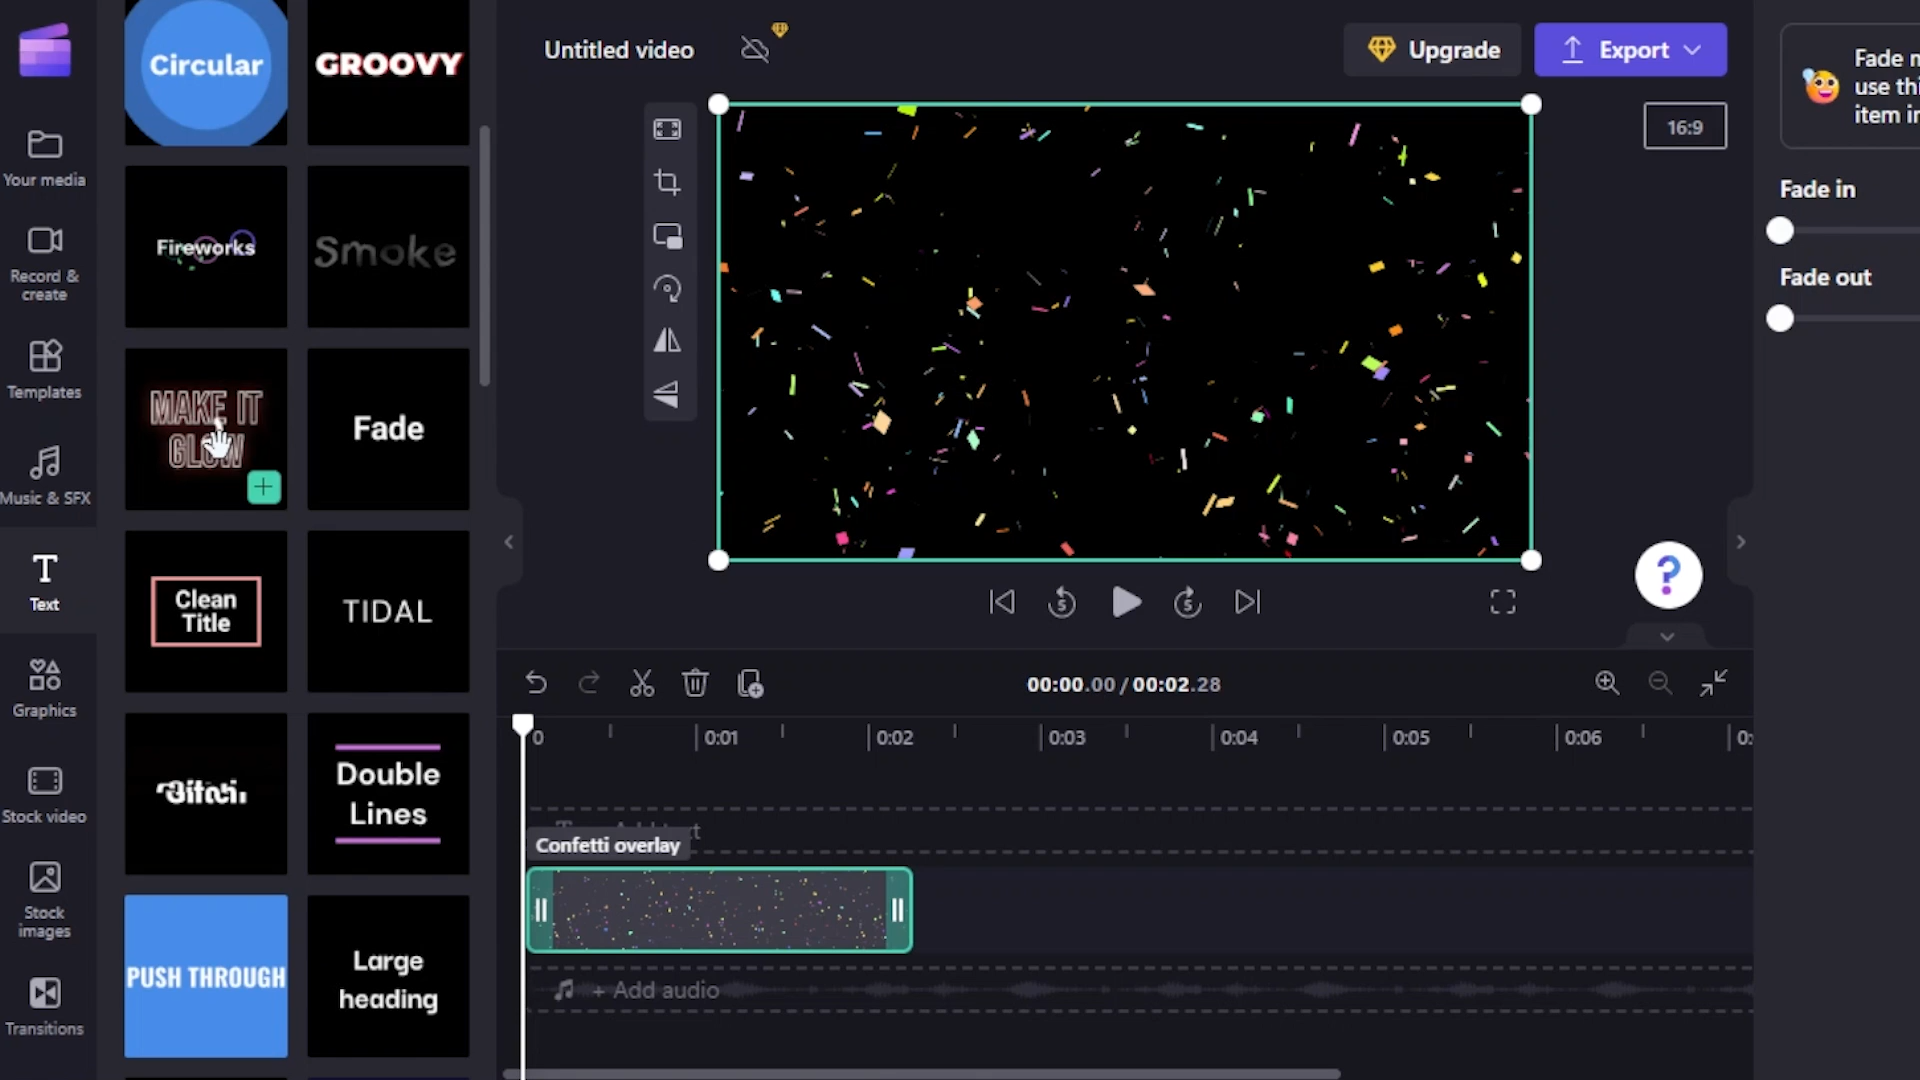 Untitled video
Upgrade
Export
Your media
Record &
create
Templates
Music & SFX
T
Text
Graphics
Stock video
Stock
images
Transitions
Circular
GROOVY
Fireworks
Smoke
MAKE IT
GLOW
Fade
Clean
Title
TIDAL
Double
Lines
PUSH THROUGH
Large
heading
16:9
Fade in
Fade out
use
item
5
5
?
00:00.00 / 00:02.28
0
0:01
0:02
0:03
0:04
0:05
0:06
Confetti overlay
+ Add audio